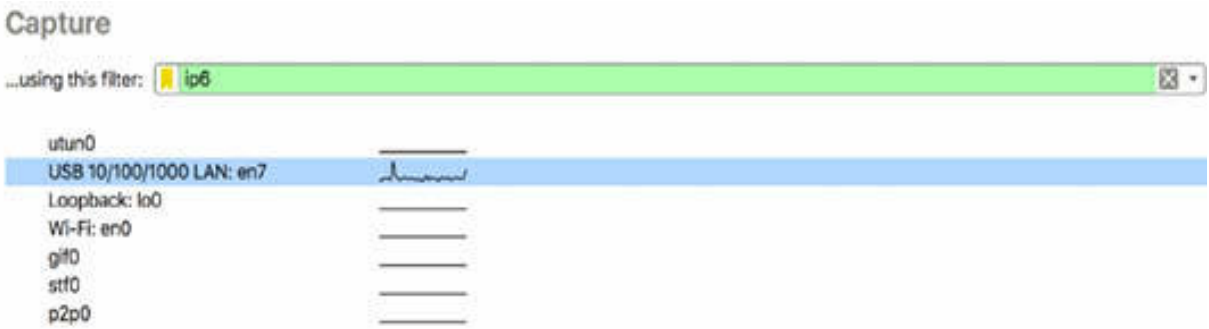 Capture
...using this filter: ip6
utun0
USB 10/100/1000 LAN: en7
Loopback: lo0
Wi-Fi: en0
gif0
stf0
p2p0